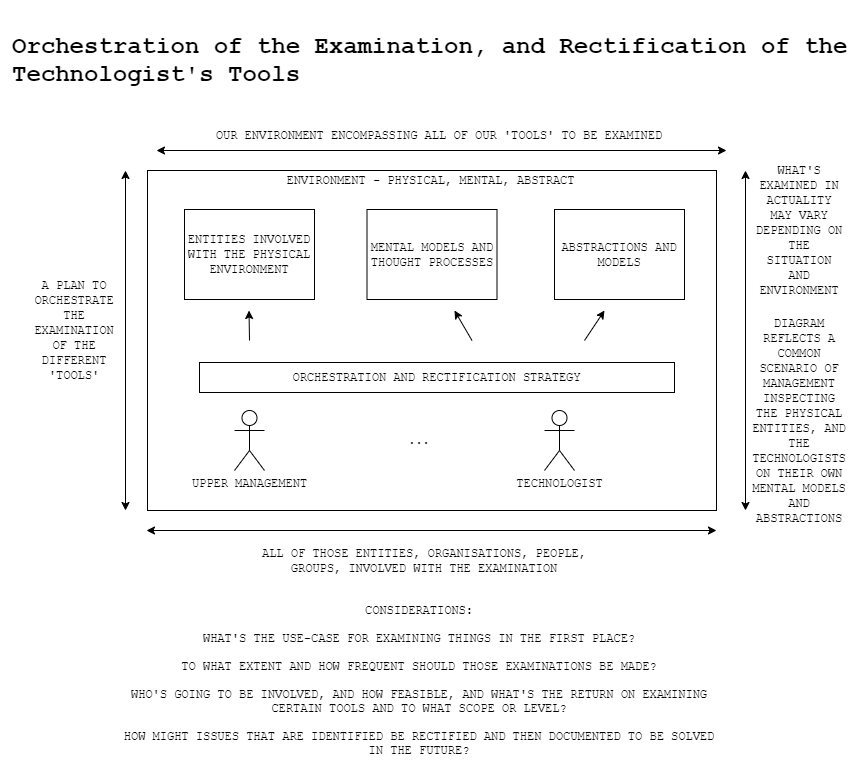 Orchestration of the Examination, and Rectification of the
Technologist's Tools
OUR ENVIRONMENT ENCOMPASSING ALL OF OUR 'TOOLS' TO BE EXAMINED
ENVIRONMENT - PHYSICAL, MENTAL, ABSTRACT
ENTITIES INVOLVED
WITH THE PHYSICAL
ENVIRONMENT
MENTAL MODELS AND
THOUGHT PROCESSES
ABSTRACTIONS AND
MODELS
A PLAN TO
ORCHESTRATE
THE
EXAMINATION
OF THE
DIFFERENT
'TOOLS'
WHAT'S
EXAMINED IN
ACTUALITY
MAY VARY
DEPENDING ON
THE
SITUATION
AND
ENVIRONMENT
DIAGRAM
REFLECTS A
COMMON
SCENARIO OF
MANAGEMENT
INSPECTING
THE PHYSICAL
ENTITIES, AND
THE
TECHNOLOGISTS
ON THEIR OWN
MENTAL MODELS
AND
ABSTRACTIONS
ORCHESTRATION AND RECTIFICATION STRATEGY
...
UPPER MANAGEMENT
TECHNOLOGIST
ALL OF THOSE ENTITIES, ORGANISATIONS, PEOPLE,
GROUPS, INVOLVED WITH THE EXAMINATION
CONSIDERATIONS:
WHAT'S THE USE-CASE FOR EXAMINING THINGS IN THE FIRST PLACE?
TO WHAT EXTENT AND HOW FREQUENT SHOULD THOSE EXAMINATIONS BE MADE?
WHO'S GOING TO BE INVOLVED, AND HOW FEASIBLE, AND WHAT'S THE RETURN ON EXAMINING
CERTAIN TOOLS AND TO WHAT SCOPE OR LEVEL?
HOW MIGHT ISSUES THAT ARE IDENTIFIED BE RECTIFIED AND THEN DOCUMENTED TO BE SOLVED
IN THE FUTURE?